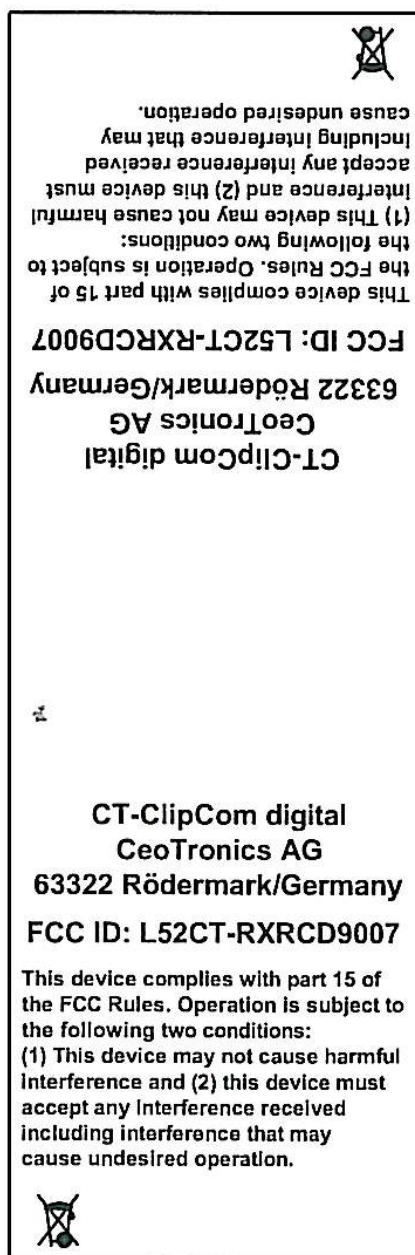 CT-ClipCom digital
CeoTronics AG
63322 Rödermark/Germany
FCC ID: L52CT-RXRCD9007
This device complies with part 15 of
the FCC Rules. Operation is subject to
the following two conditions:
(1) This device may not cause harmful
interference and (2) this device must
accept any interference received
including interference that may
cause undesired operation.
CT-ClipCom digital
CeoTronics AG
63322 Rödermark/Germany
FCC ID: L52CT-RXRCD9007
This device complies with part 15 of
the FCC Rules. Operation is subject to
the following two conditions:
(1) This device may not cause harmful
interference and (2) this device must
accept any interference received
including interference that may
cause undesired operation.